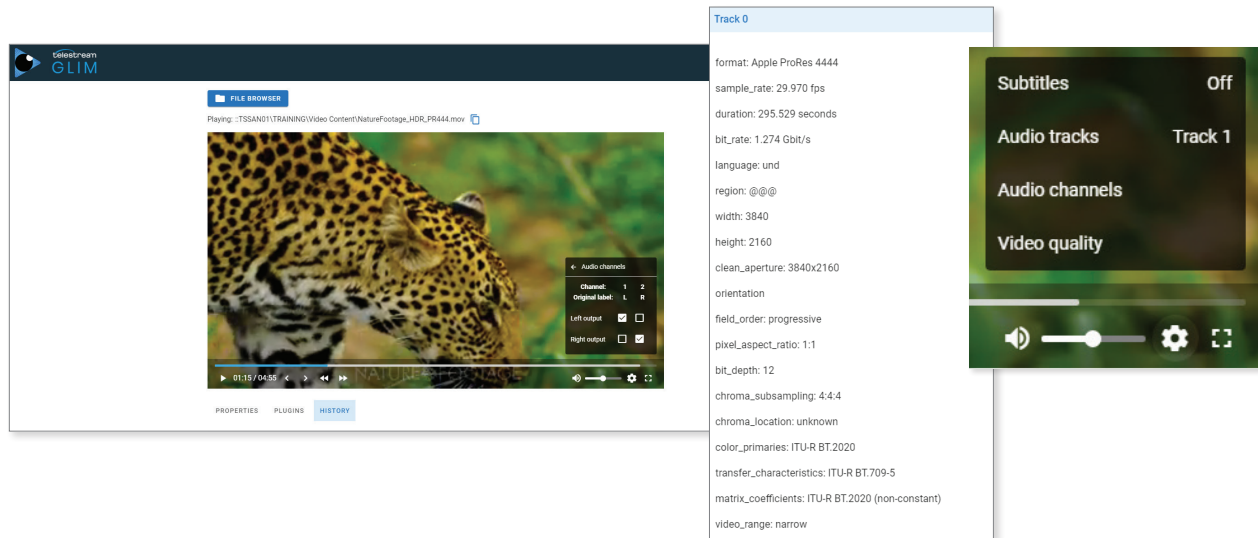 telestream
GLIM
FILE BROWSER
Playing: ::TSSAN01\TRAINING\Video Content\NatureFootage_HDR_PR444.mov
Audio channels
Channel: 1 2
Original label: L R
Left output
Right output
NATURE FOOTAGE
01:15 / 04:55
PROPERTIES PLUGINS HISTORY
Track 0
format: Apple ProRes 4444
sample_rate: 29.970 fps
duration: 295.529 seconds
bit_rate: 1.274 Gbit/s
language: und
region: @@@
width: 3840
height: 2160
clean_aperture: 3840x2160
orientation
field_order: progressive
pixel_aspect_ratio: 1:1
bit_depth: 12
chroma_subsampling: 4:4:4
chroma_location: unknown
color_primaries: ITU-R BT.2020
transfer_characteristics: ITU-R BT.709-5
matrix_coefficients: ITU-R BT.2020 (non-constant)
video_range: narrow
Subtitles Off
Audio tracks Track 1
Audio channels
Video quality